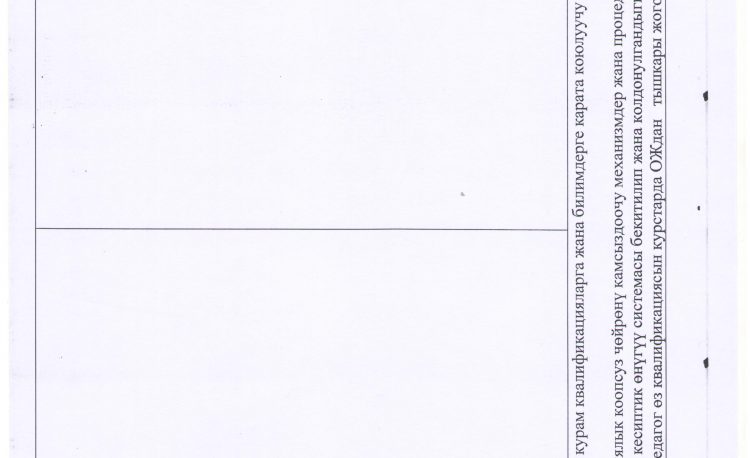 курам квалификацияларга жана билимдерге карата коюлуучу
ялык коопсуз чөйрөнү камсыздоочу механизмдер жана процед
кесиптик өнүгүү системасы бекитилип жана колдонулгандыгы
едагог өз квалификациясын курстарда ОЖдан тышкары жого